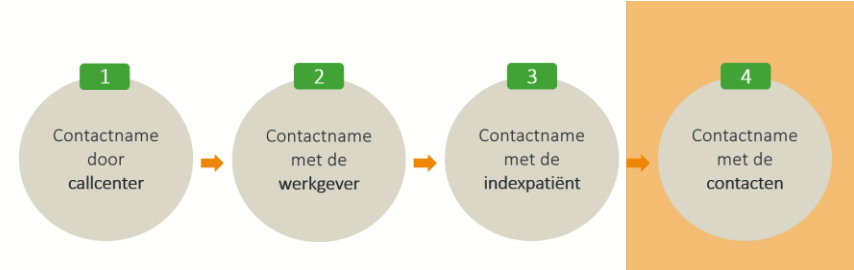 1
Contactname
door
callcenter
2
Contactname
met de
werkgever
3
Contactname
met de
indexpatiënt
4
Contactname
met de
contacten